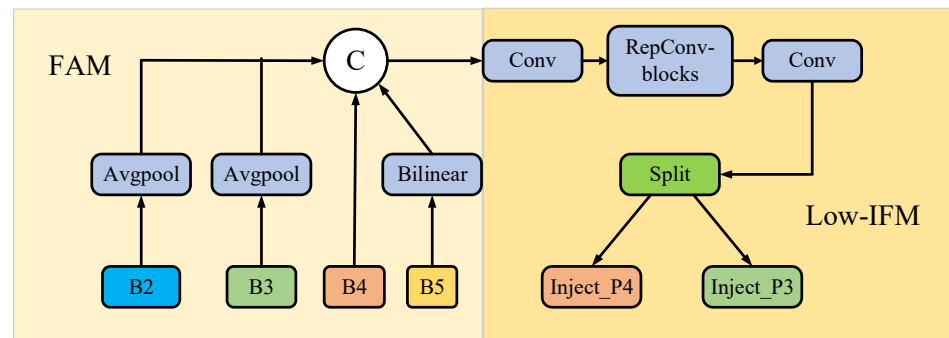 FAM
C
Conv
RepConv-
blocks
Conv
Avgpool
Avgpool
Bilinear
Split
Low-IFM
B2
B3
B4
B5
Inject_P4
Inject_P3